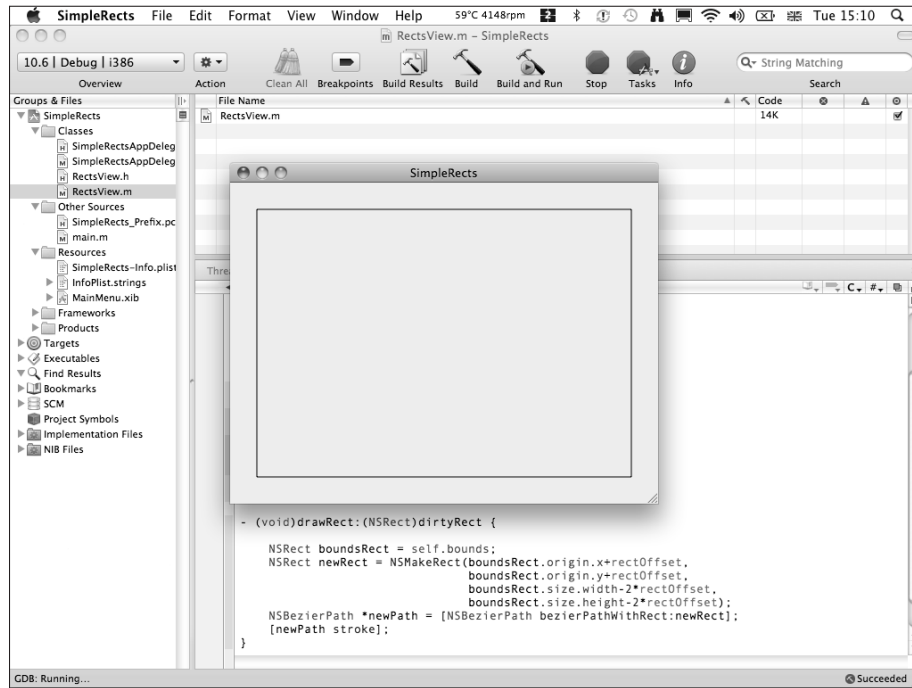 SimpleRects File Edit Format View Window Help 59°C 4148rpm Tue 15:10
RectsView.m – SimpleRects
10.6 | Debug | i386
String Matching
Overview Action Clean All Breakpoints Build Results Build Build and Run Stop Tasks Info Search
Groups & Files
File Name Code
SimpleRects
RectsView.m 14K
Classes
SimpleRectsAppDeleg
SimpleRectsAppDeleg
RectsView.h
RectsView.m
Other Sources
SimpleRects_Prefix.pc
main.m
Resources
SimpleRects-Info.plist
InfoPlist.strings
MainMenu.xib
Frameworks
Products
Targets
Executables
Find Results
Bookmarks
SCM
Project Symbols
Implementation Files
NIB Files
SimpleRects
C #
- (void)drawRect:(NSRect)dirtyRect {
NSRect boundsRect = self.bounds;
NSRect newRect = NSMakeRect(boundsRect.origin.x+rectOffset,
boundsRect.origin.y+rectOffset,
boundsRect.size.width-2*rectOffset,
boundsRect.size.height-2*rectOffset);
NSBezierPath *newPath = [NSBezierPath bezierPathWithRect:newRect];
[newPath stroke];
}
GDB: Running... Succeeded